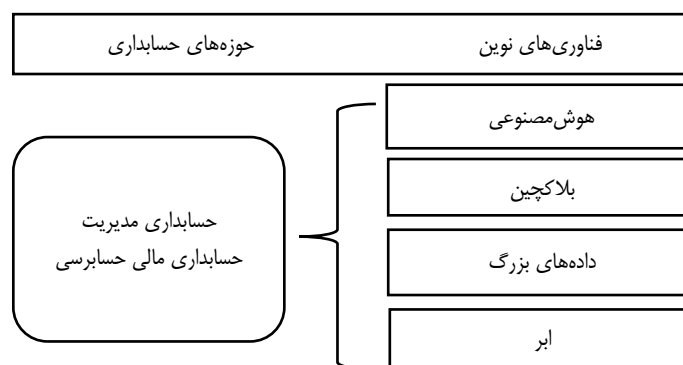 فناوری‌های نوین
حوزه‌های حسابداری
هوش‌مصنوعی
بلاکچین
داده‌های بزرگ
ابر
حسابداری مدیریت
حسابداری مالی حسابرسی